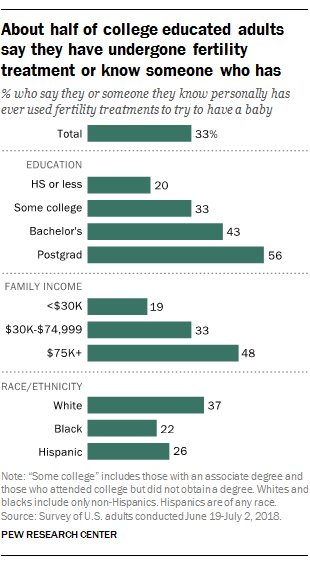 About half of college educated adults
say they have undergone fertility
treatment or know someone who has
% who say they or someone they know personally has
ever used fertility treatments to try to have a baby
Total 33%
EDUCATION
HS or less 20
Some college 33
Bachelor's 43
Postgrad 56
FAMILY INCOME
<$30K 19
$30K-$74,999 33
$75K+ 48
RACE/ETHNICITY
White 37
Black 22
Hispanic 26
Note: “Some college” includes those with an associate degree and
those who attended college but did not obtain a degree. Whites and
blacks include only non-Hispanics. Hispanics are of any race.
Source: Survey of U.S. adults conducted June 19-July 2, 2018.
PEW RESEARCH CENTER